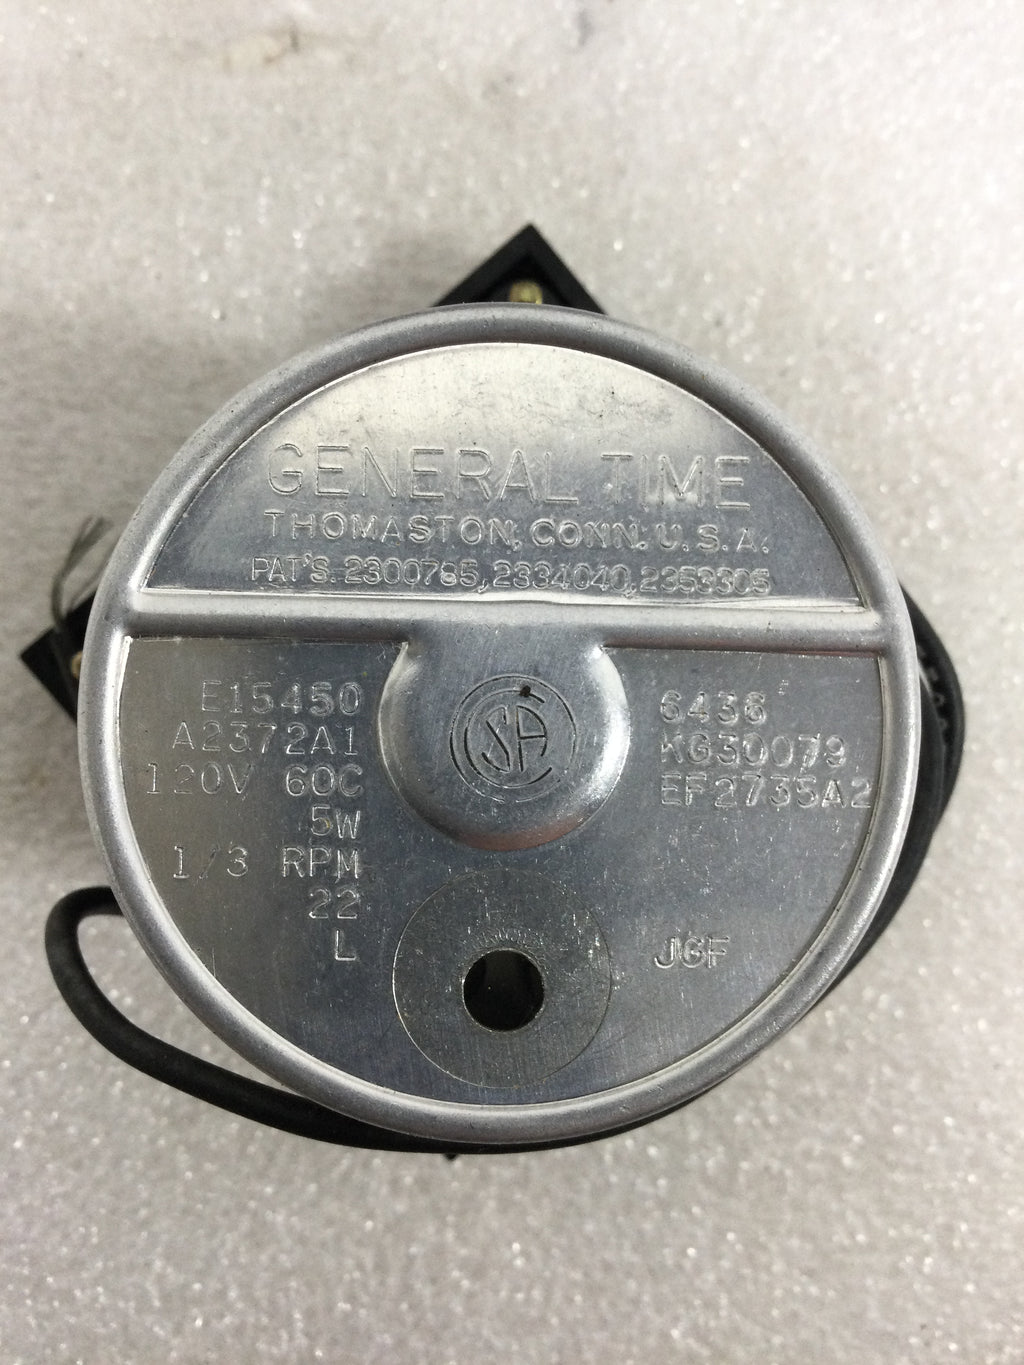 GENERAL TIME
THOMASTON, CONN. U.S.A.
PAT'S. 2300785, 2334040, 2353305
E15450
A2372A1
120V 60C
5W
1/3 RPM
22
L
CSA
6436
KG30079
EF2735A2
JGF